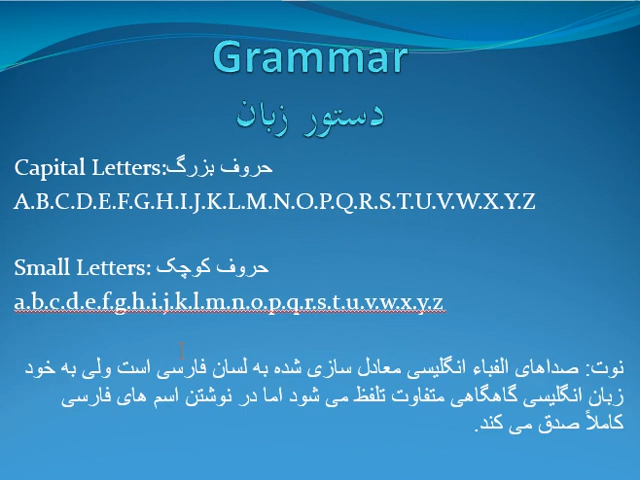 Grammar
دستور زبان
Capital Letters:حروف بزرگ
A.B.C.D.E.F.G.H.I.J.K.L.M.N.O.P.Q.R.S.T.U.V.W.X.Y.Z
Small Letters: حروف کوچک
a.b.c.d.e.f.g.h.i.j.k.l.m.n.o.p.q.r.s.t.u.v.w.x.y.z
نوت: صداهای الفباء انگلیسی معادل سازی شده به لسان فارسی است ولی به خود
زبان انگلیسی گاهگاهی متفاوت تلفظ می شود اما در نوشتن اسم های فارسی
کاملأ صدق می کند.